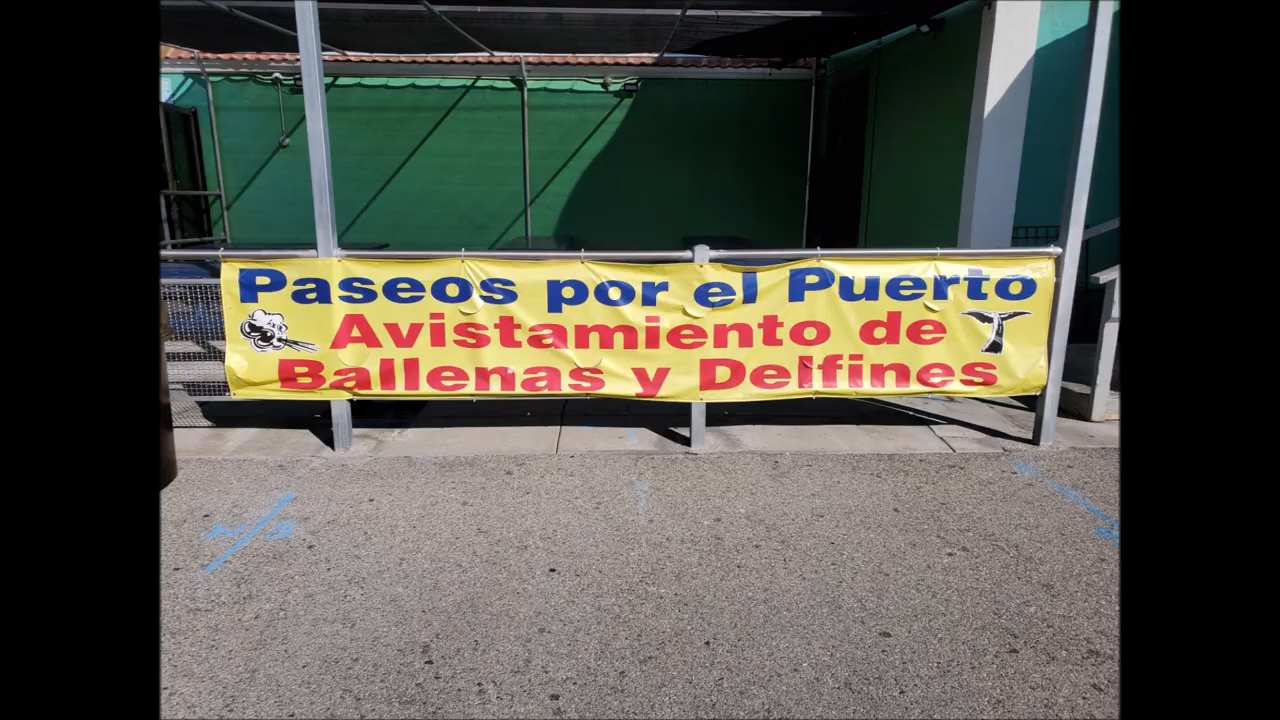 Paseos por el Puerto
Avistamiento de
Ballenas y Delfines